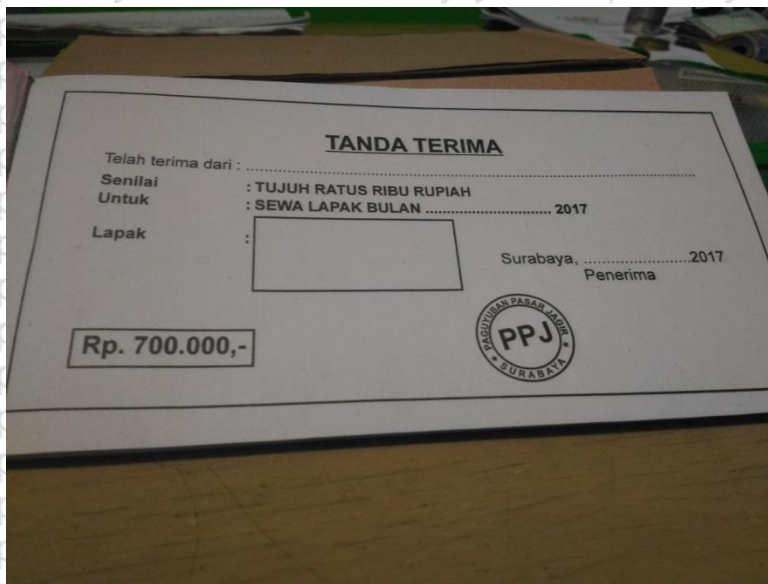 TANDA TERIMA
Telah terima dari : ........................................................................
Senilai : TUJUH RATUS RIBU RUPIAH
Untuk : SEWA LAPAK BULAN .............................. 2017
Lapak :
Surabaya, .........................2017
Penerima
PAGUYUBAN PASAR JAGIR
PPJ
* SURABAYA *
Rp. 700.000,-